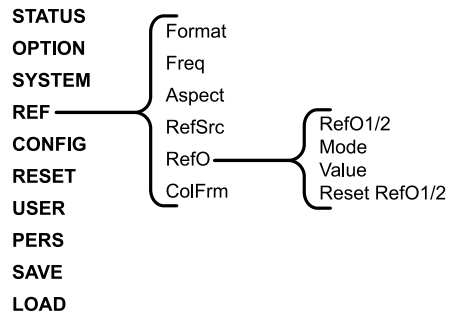 STATUS
OPTION
SYSTEM
REF
CONFIG
RESET
USER
PERS
SAVE
LOAD
Format
Freq
Aspect
RefSrc
RefO
ColFrm
RefO1/2
Mode
Value
Reset RefO1/2